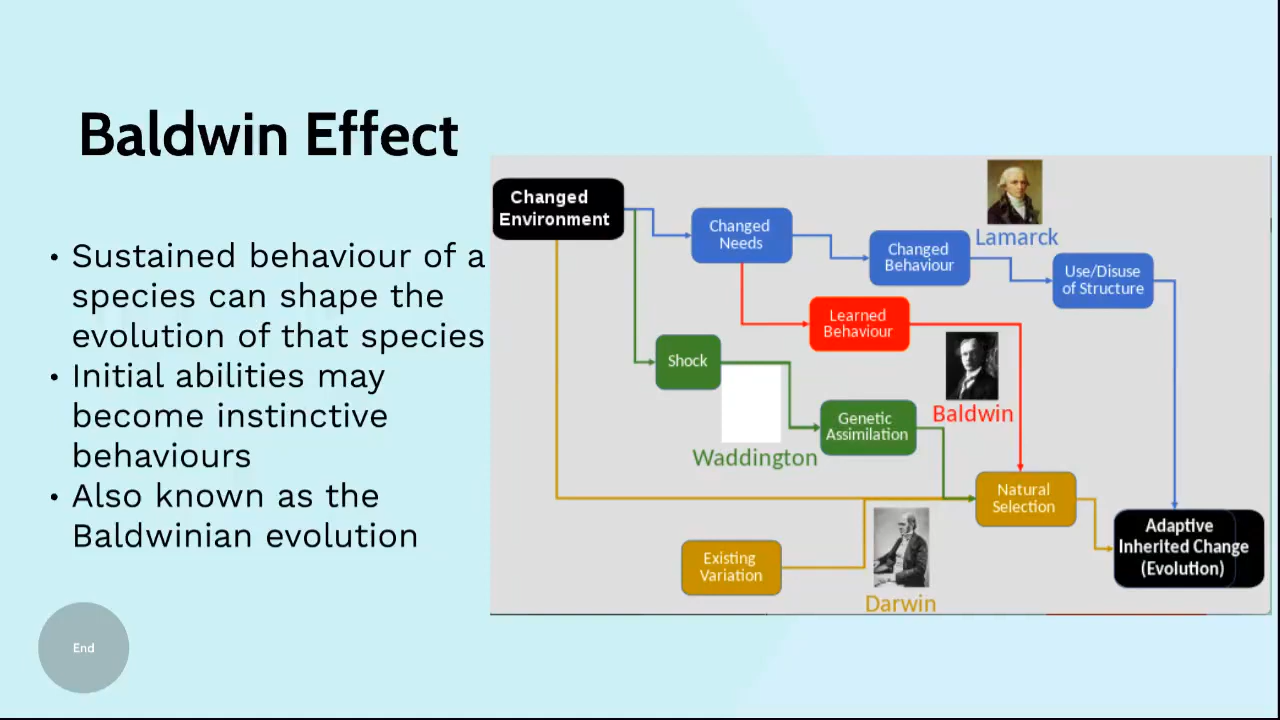 Baldwin Effect
• Sustained behaviour of a
species can shape the
evolution of that species
• Initial abilities may
become instinctive
behaviours
• Also known as the
Baldwinian evolution
End
Changed
Environment
Changed
Needs
Changed
Behaviour
Lamarck
Use/Disuse
of Structure
Learned
Behaviour
Baldwin
Shock
Waddington
Genetic
Assimilation
Natural
Selection
Existing
Variation
Darwin
Adaptive
Inherited Change
(Evolution)